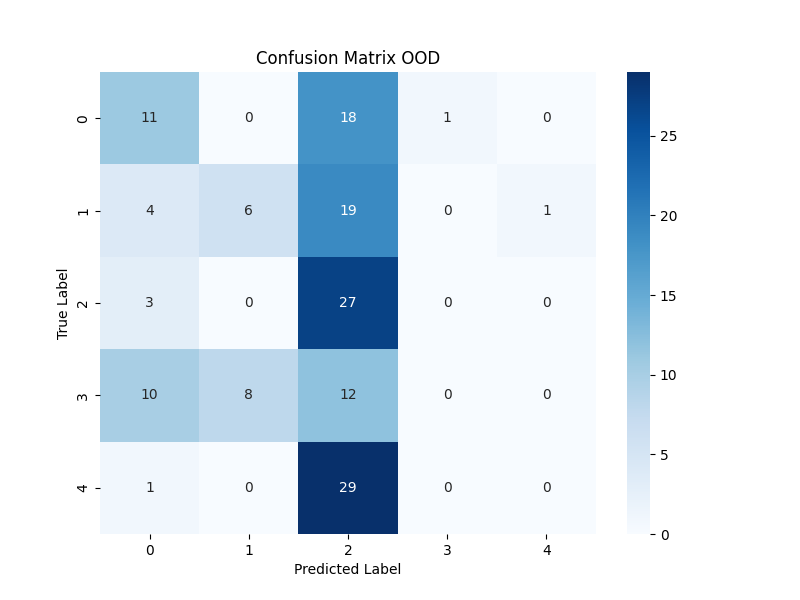 Confusion Matrix OOD
0 11 0 18 1 0
1 4 6 19 0 1
2 3 0 27 0 0
3 10 8 12 0 0
4 1 0 29 0 0
0 1 2 3 4
Predicted Label
True Label
25
20
15
10
5
0